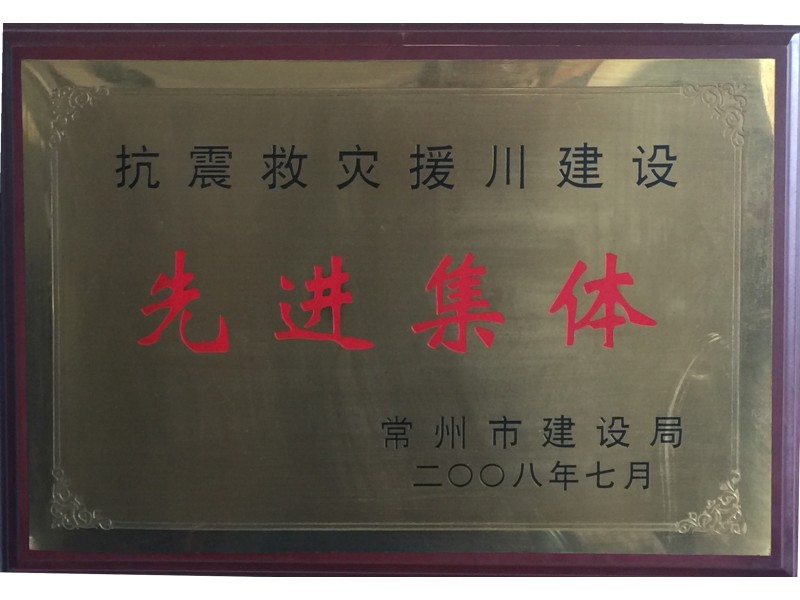 抗震救灾援川建设
先进集体
常州市建设局
二〇〇八年七月